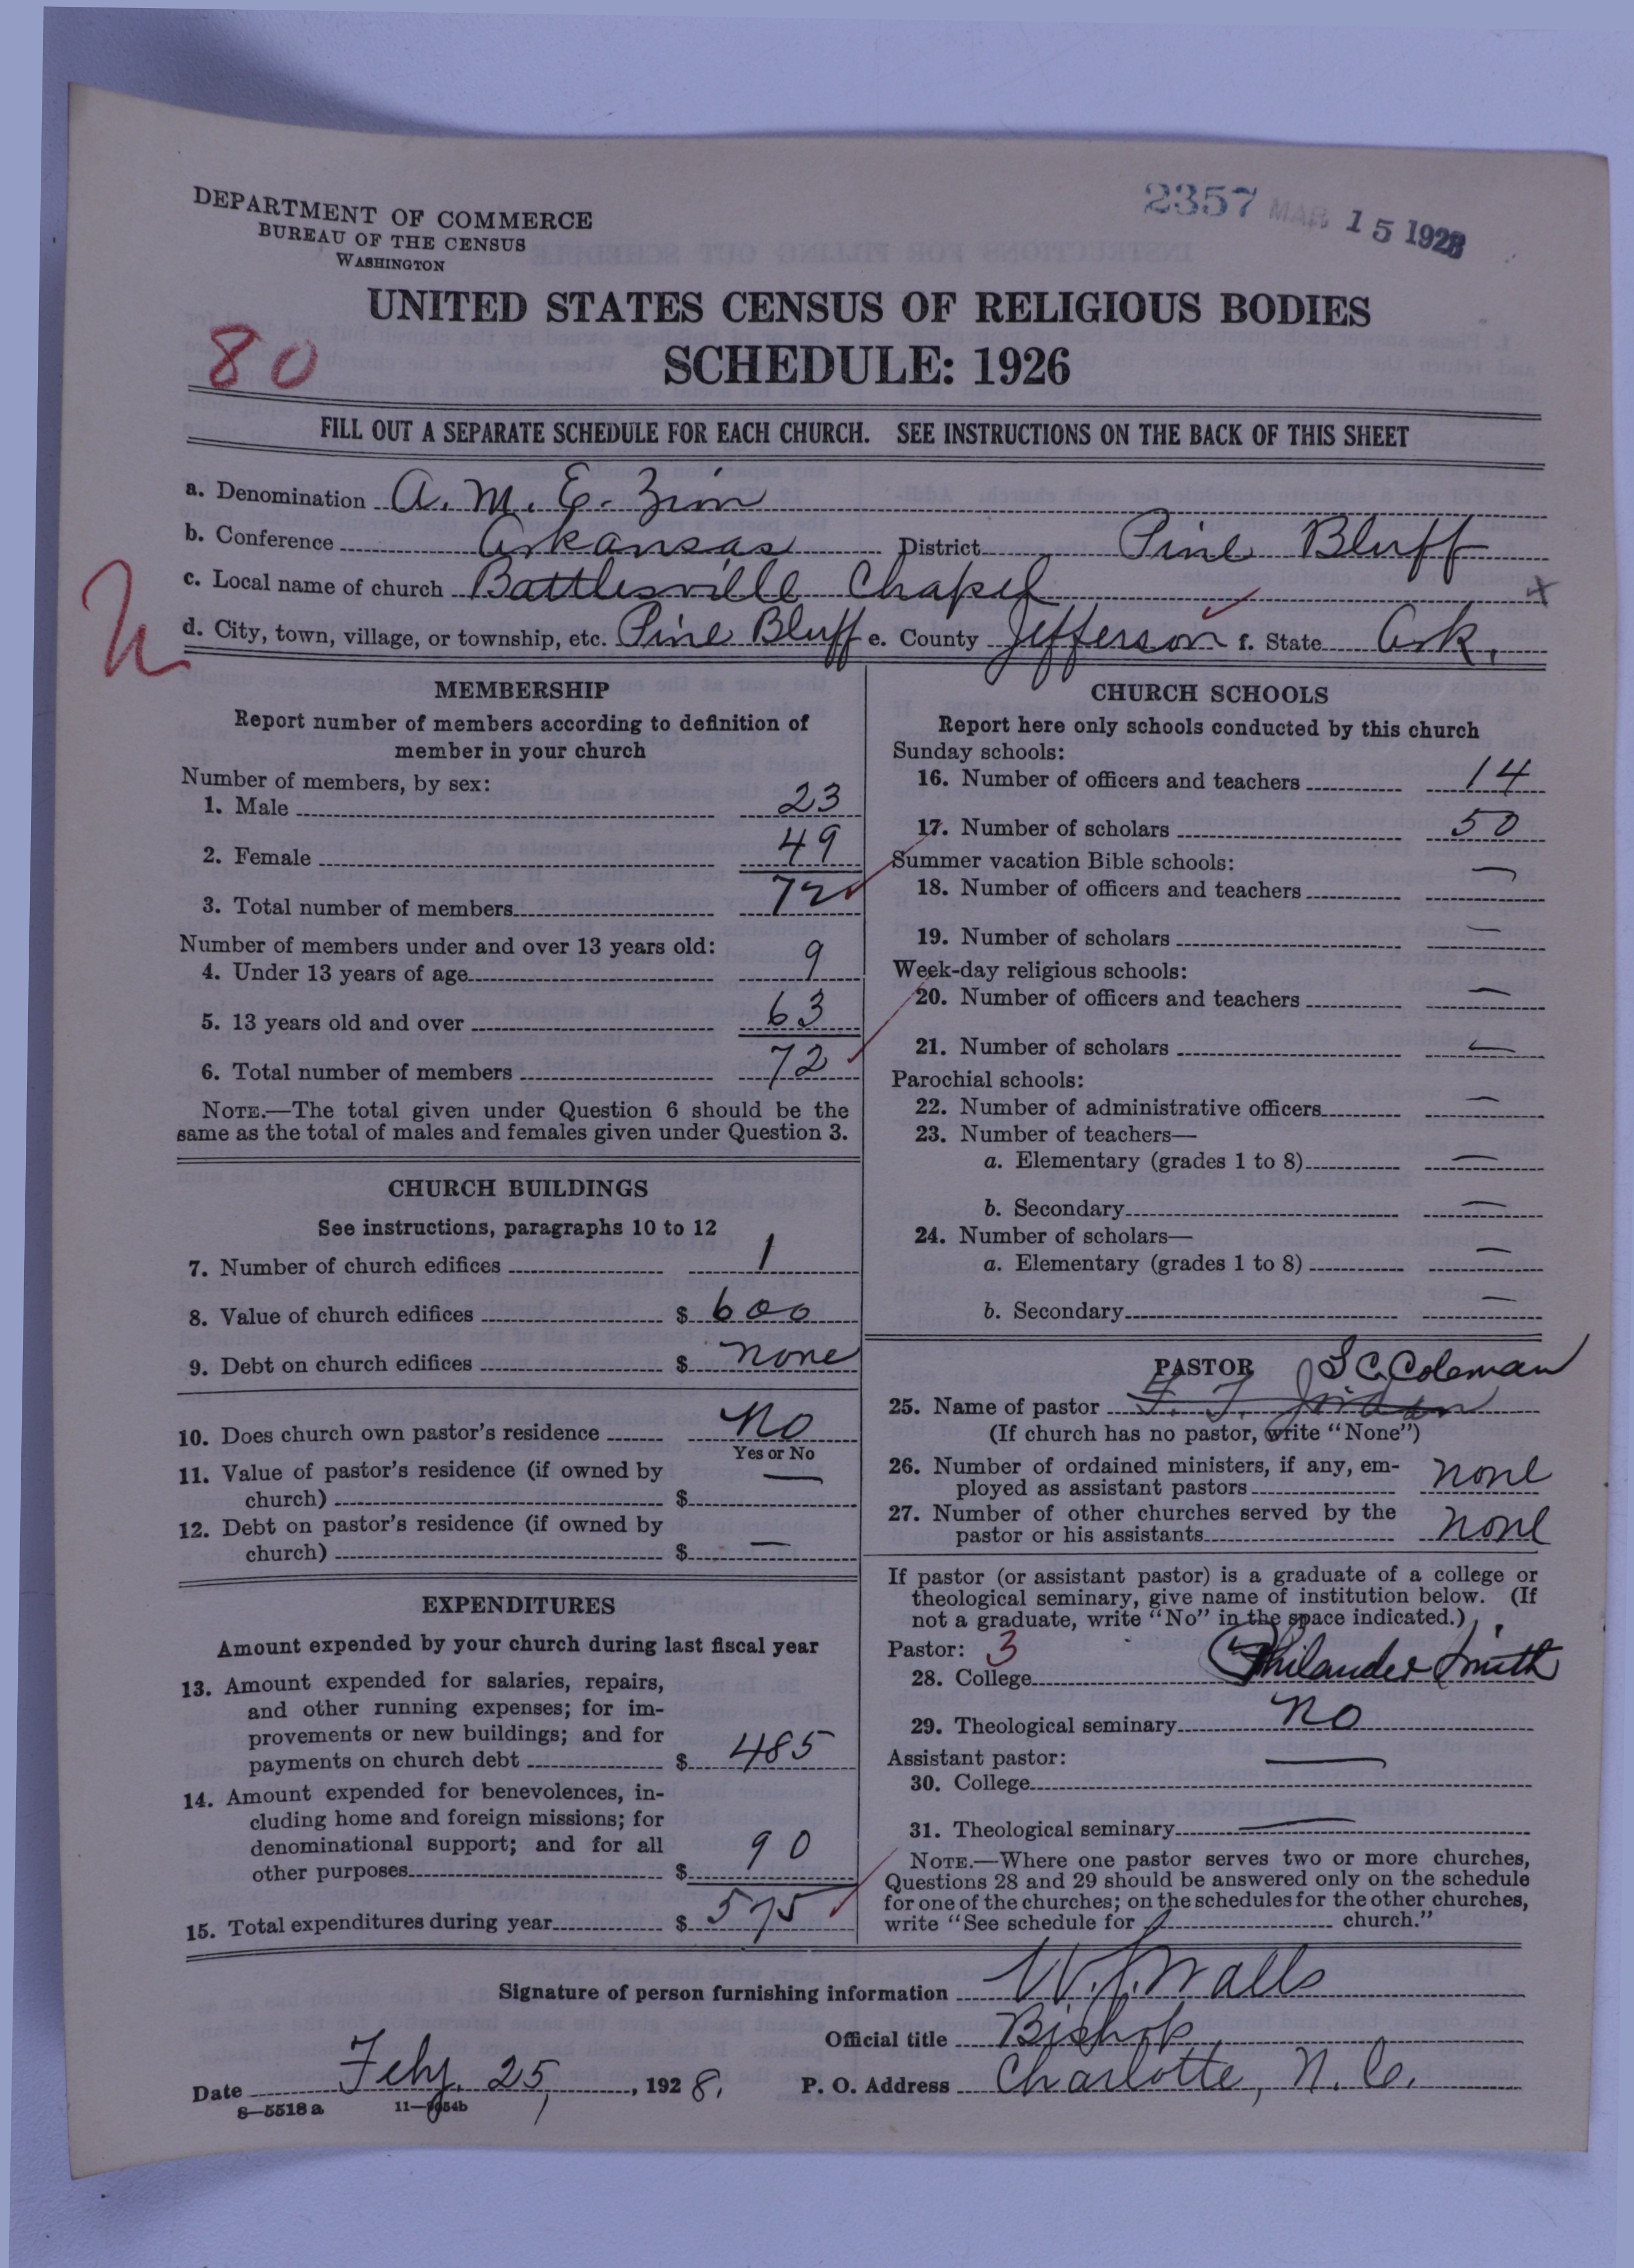 DEPARTMENT OF COMMERCE
BUREAU OF THE CENSUS
WASHINGTON
2357 MAR 15 1928
UNITED STATES CENSUS OF RELIGIOUS BODIES
SCHEDULE: 1926
80
FILL OUT A SEPARATE SCHEDULE FOR EACH CHURCH. SEE INSTRUCTIONS ON THE BACK OF THIS SHEET
a. Denomination A. M. E. Zion
b. Conference Arkansas District Pine Bluff
c. Local name of church Battlesville Chapel
d. City, town, village, or township, etc. Pine Bluff e. County Jefferson f. State Ark.
MEMBERSHIP
Report number of members according to definition of
member in your church
Number of members, by sex:
1. Male 23
2. Female 49
3. Total number of members 72
Number of members under and over 13 years old:
4. Under 13 years of age 9
5. 13 years old and over 63
6. Total number of members 72
NOTE.—The total given under Question 6 should be the
same as the total of males and females given under Question 3.
CHURCH BUILDINGS
See instructions, paragraphs 10 to 12
7. Number of church edifices 1
8. Value of church edifices $ 600
9. Debt on church edifices $ none
10. Does church own pastor's residence No
Yes or No
11. Value of pastor's residence (if owned by
church) $ —
12. Debt on pastor's residence (if owned by
church) $ —
EXPENDITURES
Amount expended by your church during last fiscal year
13. Amount expended for salaries, repairs,
and other running expenses; for im-
provements or new buildings; and for
payments on church debt $ 485
14. Amount expended for benevolences, in-
cluding home and foreign missions; for
denominational support; and for all
other purposes $ 90
15. Total expenditures during year $ 575
CHURCH SCHOOLS
Report here only schools conducted by this church
Sunday schools:
16. Number of officers and teachers 14
17. Number of scholars 50
Summer vacation Bible schools:
18. Number of officers and teachers —
19. Number of scholars —
Week-day religious schools:
20. Number of officers and teachers —
21. Number of scholars —
Parochial schools:
22. Number of administrative officers —
23. Number of teachers—
a. Elementary (grades 1 to 8) —
b. Secondary —
24. Number of scholars—
a. Elementary (grades 1 to 8) —
b. Secondary —
PASTOR S C. Coleman
25. Name of pastor F. J. Jordan
(If church has no pastor, write "None")
26. Number of ordained ministers, if any, em-
ployed as assistant pastors none
27. Number of other churches served by the
pastor or his assistants none
If pastor (or assistant pastor) is a graduate of a college or
theological seminary, give name of institution below. (If
not a graduate, write "No" in the space indicated.)
Pastor: 3
28. College Philander Smith
29. Theological seminary no
Assistant pastor:
30. College —
31. Theological seminary —
NOTE.—Where one pastor serves two or more churches,
Questions 28 and 29 should be answered only on the schedule
for one of the churches; on the schedules for the other churches,
write "See schedule for church."
Signature of person furnishing information W. J. Walls
Official title Bishop
Date Feby. 25, 1928. P. O. Address Charlotte, N. C.
8—5518a 11—9054b